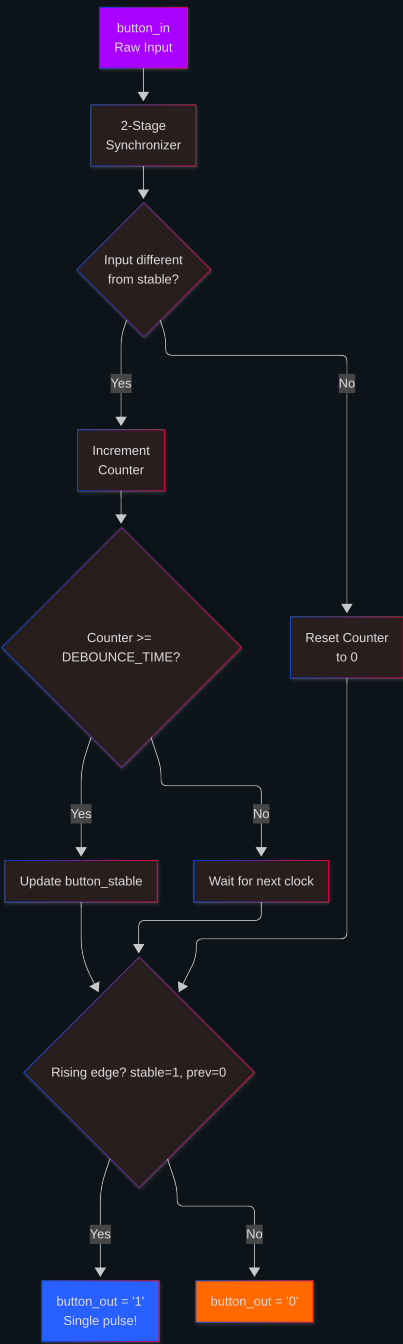 button_in
Raw Input
2-Stage
Synchronizer
Input different
from stable?
Yes
No
Increment
Counter
Counter >=
DEBOUNCE_TIME?
Reset Counter
to 0
Yes
No
Update button_stable
Wait for next clock
Rising edge? stable=1, prev=0
Yes
No
button_out = '1'
Single pulse!
button_out = '0'